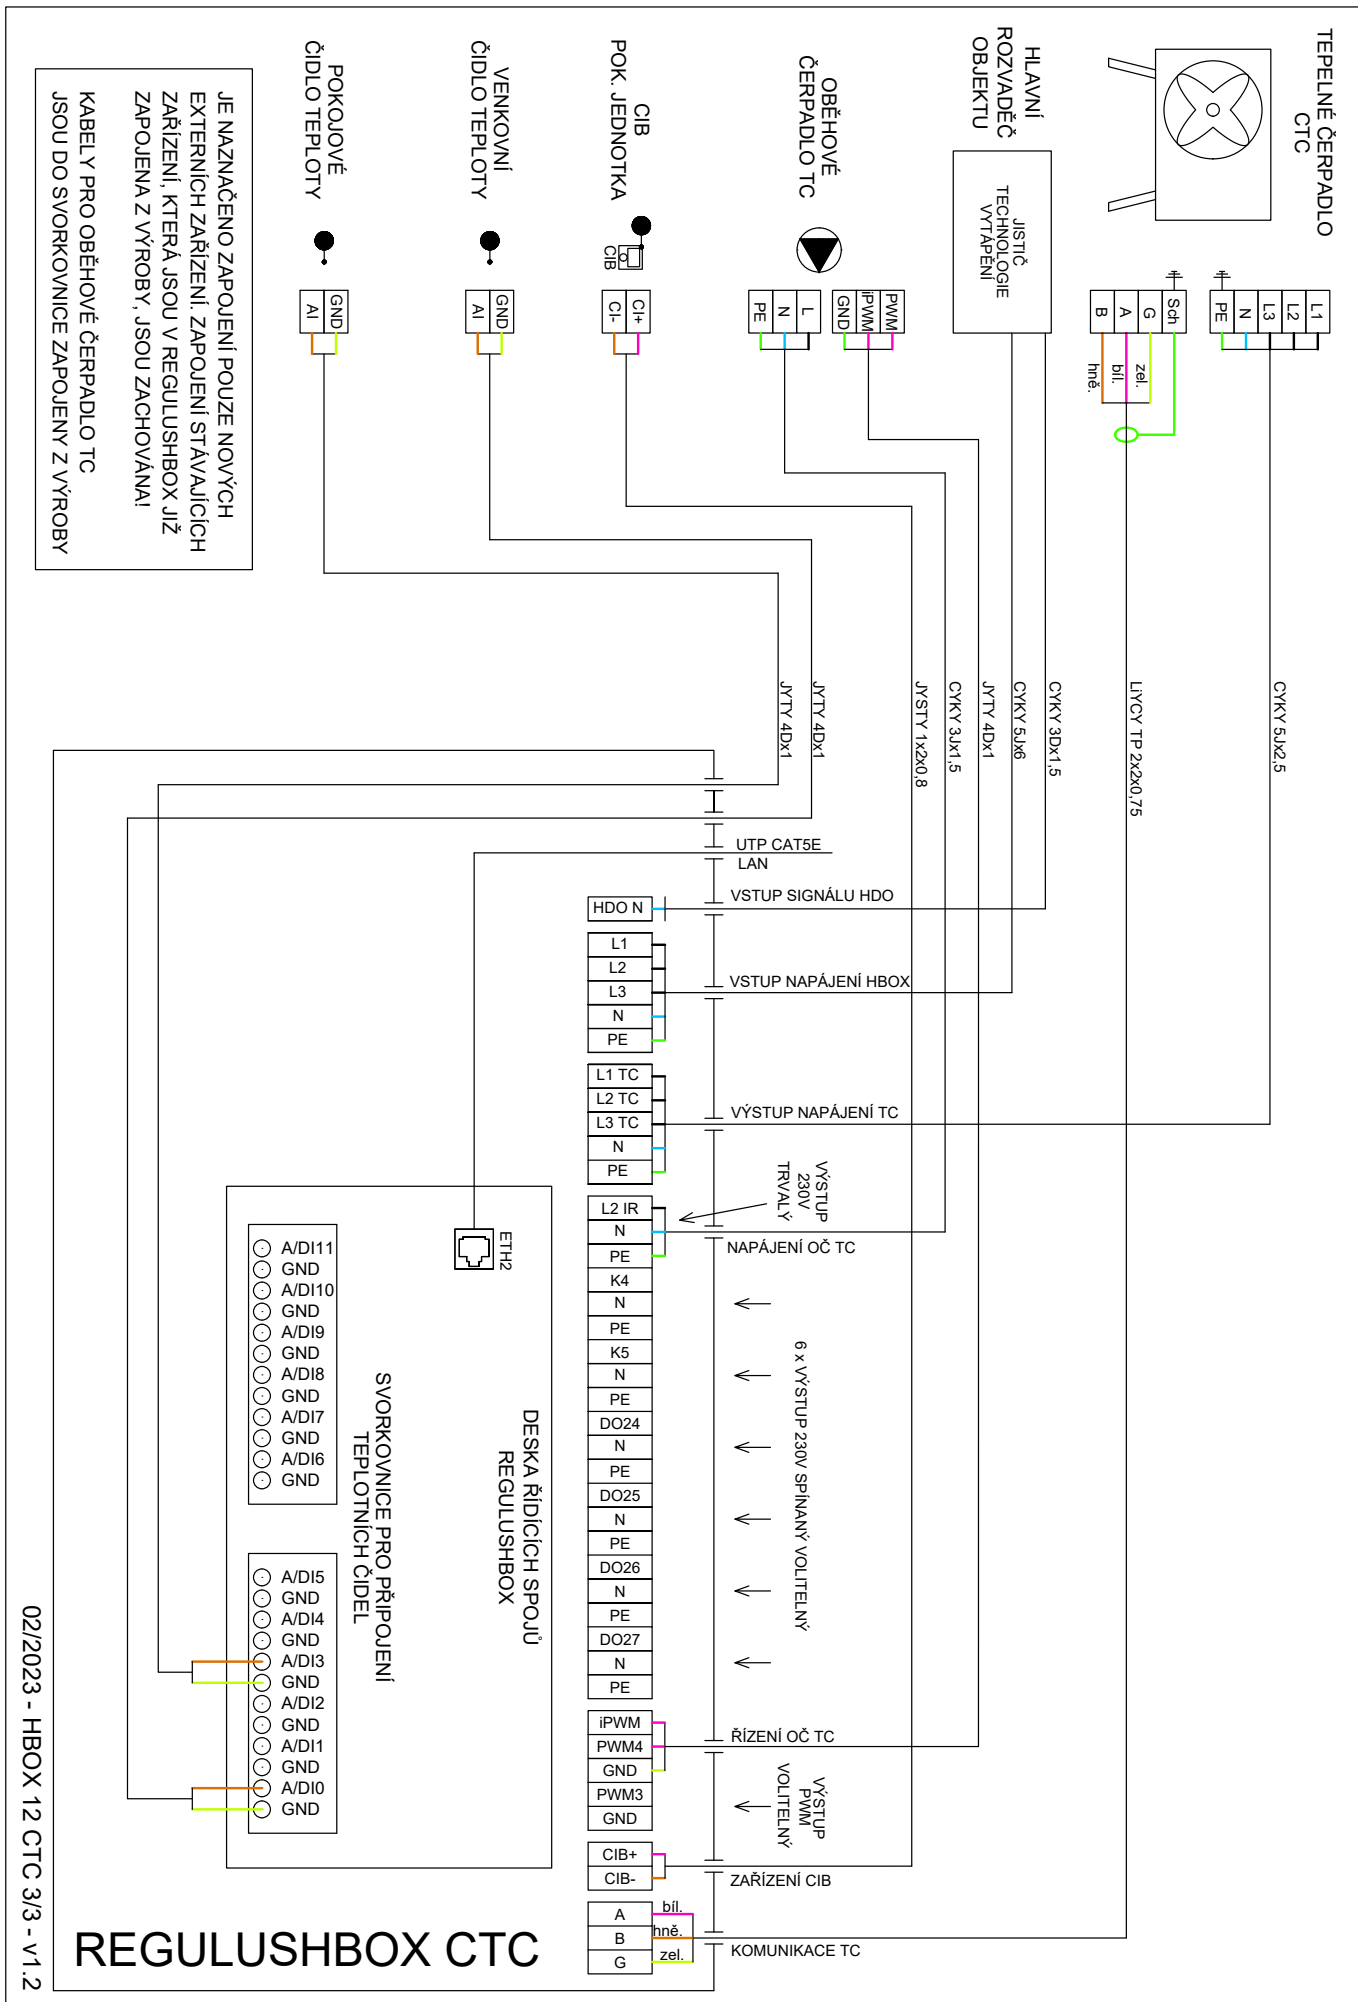 TEPELNÉ ČERPADLO
CTC
L1
L2
L3
N
PE
Sch
G
A
B
zel.
bíl.
hně.
HLAVNÍ
ROZVADĚČ
OBJEKTU
JISTIČ
TECHNOLOGIE
VYTÁPĚNÍ
OBĚHOVÉ
ČERPADLO TC
PWM
iPWM
GND
L
N
PE
CIB
POK. JEDNOTKA
CIB
CI+
CI-
VENKOVNÍ
ČIDLO TEPLOTY
GND
AI
POKOJOVÉ
ČIDLO TEPLOTY
GND
AI
JE NAZNAČENO ZAPOJENÍ POUZE NOVÝCH
EXTERNÍCH ZAŘÍZENÍ. ZAPOJENÍ STÁVAJÍCÍCH
ZAŘÍZENÍ, KTERÁ JSOU V REGULUSHBOX JIŽ
ZAPOJENA Z VÝROBY, JSOU ZACHOVÁNA!
KABELY PRO OBĚHOVÉ ČERPADLO TC
JSOU DO SVORKOVNICE ZAPOJENY Z VÝROBY
CYKY 5Jx2,5
LiYCY TP 2x2x0,75
CYKY 3Dx1,5
CYKY 5Jx6
JYTY 4Dx1
CYKY 3Jx1,5
JYSTY 1x2x0,8
JYTY 4Dx1
JYTY 4Dx1
UTP CAT5E
LAN
VSTUP SIGNÁLU HDO
HDO N
L1
L2
L3
N
PE
VSTUP NAPÁJENÍ HBOX
L1 TC
L2 TC
L3 TC
N
PE
VÝSTUP NAPÁJENÍ TC
VÝSTUP
230V
TRVALÝ
L2 IR
N
PE
NAPÁJENÍ OČ TC
K4
N
PE
K5
N
PE
DO24
N
PE
DO25
N
PE
DO26
N
PE
DO27
N
PE
6 x VÝSTUP 230V SPÍNANÝ VOLITELNÝ
iPWM
PWM4
GND
PWM3
GND
ŘÍZENÍ OČ TC
VÝSTUP
PWM
VOLITELNÝ
CIB+
CIB-
ZAŘÍZENÍ CIB
A
B
G
bíl.
hně.
zel.
KOMUNIKACE TC
ETH2
DESKA ŘÍDÍCÍCH SPOJŮ
REGULUSHBOX
SVORKOVNICE PRO PŘIPOJENÍ
TEPLOTNÍCH ČIDEL
A/DI11
GND
A/DI10
GND
A/DI9
GND
A/DI8
GND
A/DI7
GND
A/DI6
GND
A/DI5
GND
A/DI4
GND
A/DI3
GND
A/DI2
GND
A/DI1
GND
A/DI0
GND
REGULUSHBOX CTC
02/2023 - HBOX 12 CTC 3/3 - v1.2